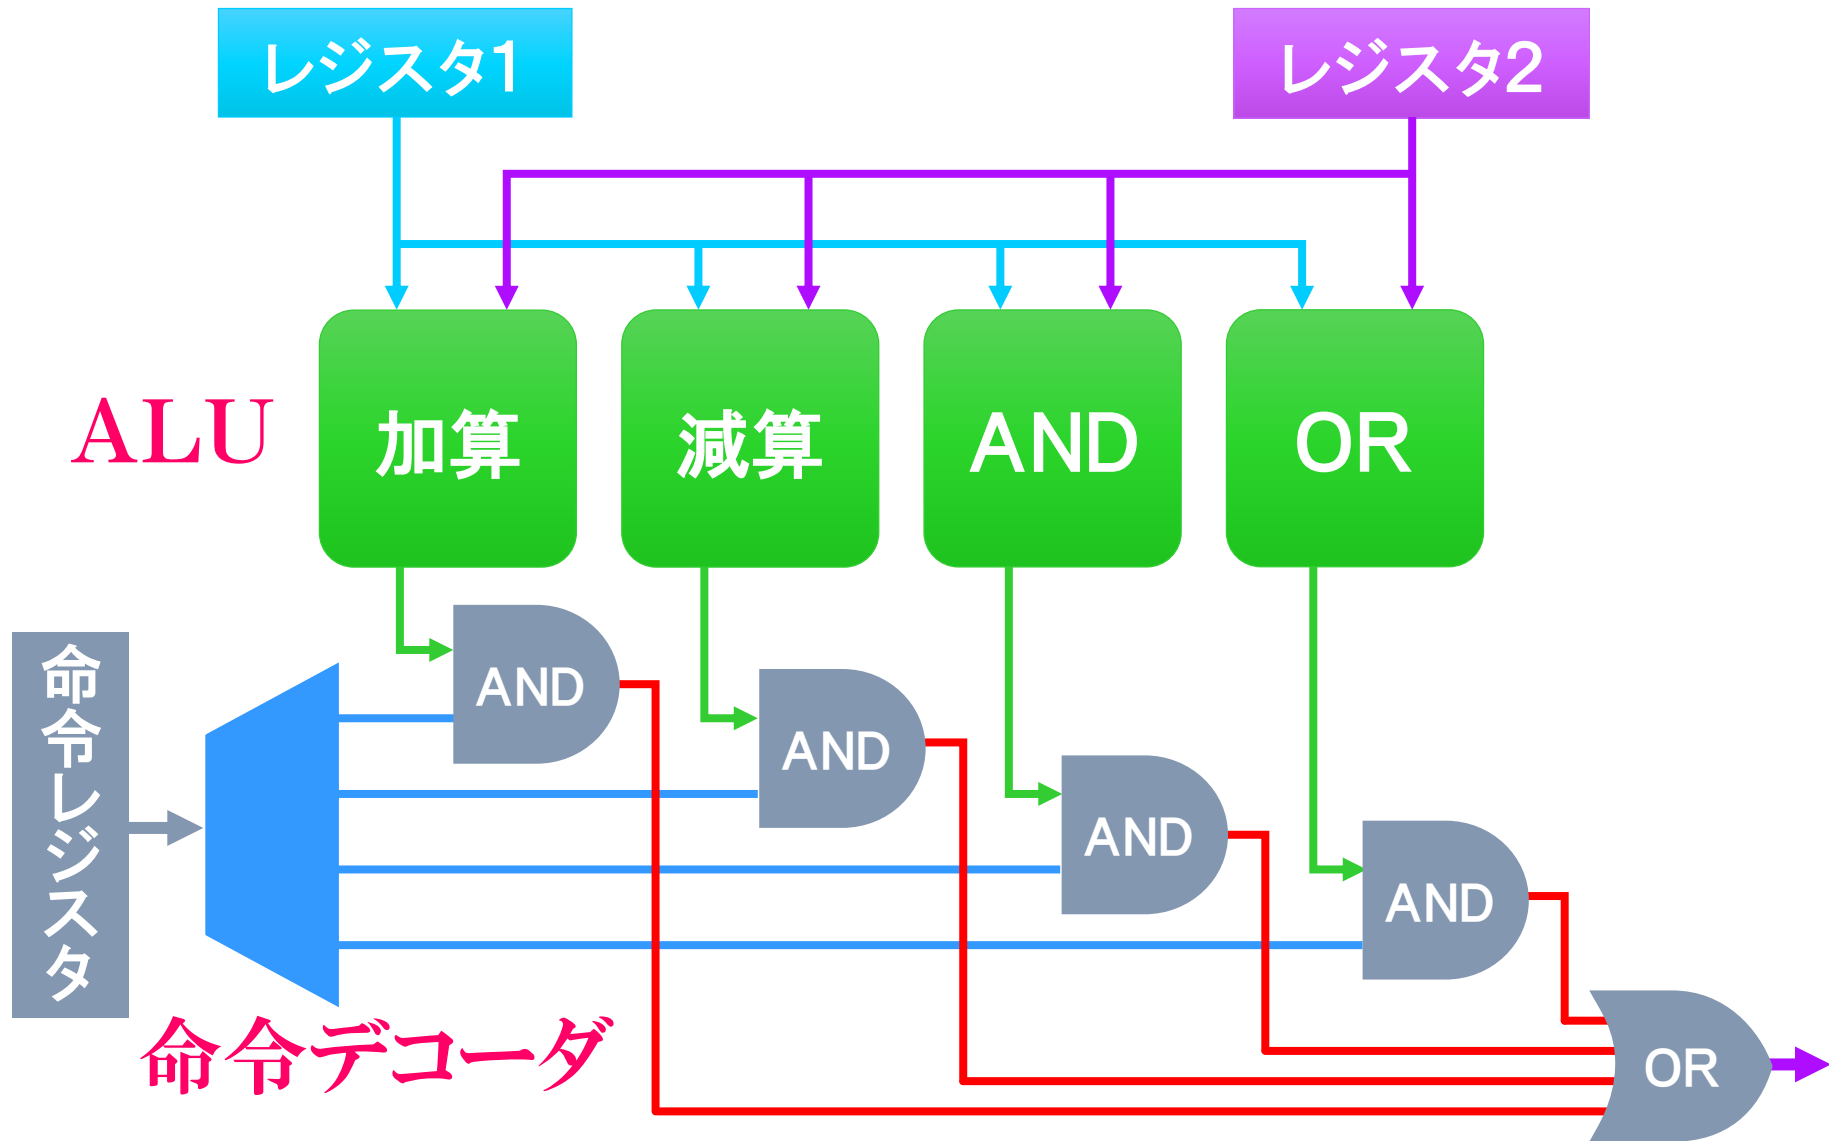 レジスタ1
レジスタ2
ALU
加算
減算
AND
OR
命令レジスタ
AND
AND
AND
AND
命令デコーダ
OR